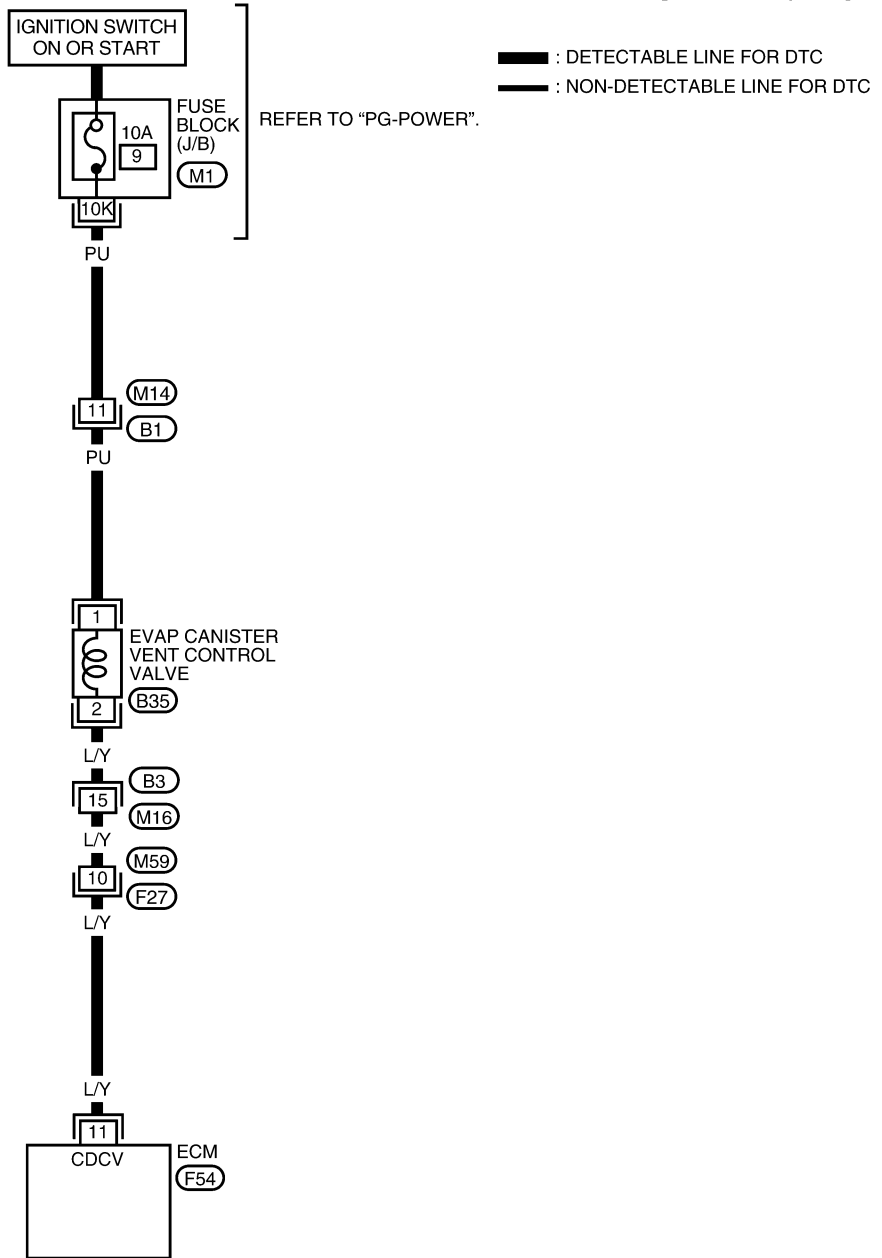 IGNITION SWITCH
ON OR START
: DETECTABLE LINE FOR DTC
: NON-DETECTABLE LINE FOR DTC
FUSE
BLOCK
(J/B)
10A
9
M1
REFER TO “PG-POWER”.
10K
PU
M14
11
B1
PU
1
EVAP CANISTER
VENT CONTROL
VALVE
B35
2
L/Y
B3
15
M16
L/Y
M59
10
F27
L/Y
L/Y
11
CDCV
ECM
F54